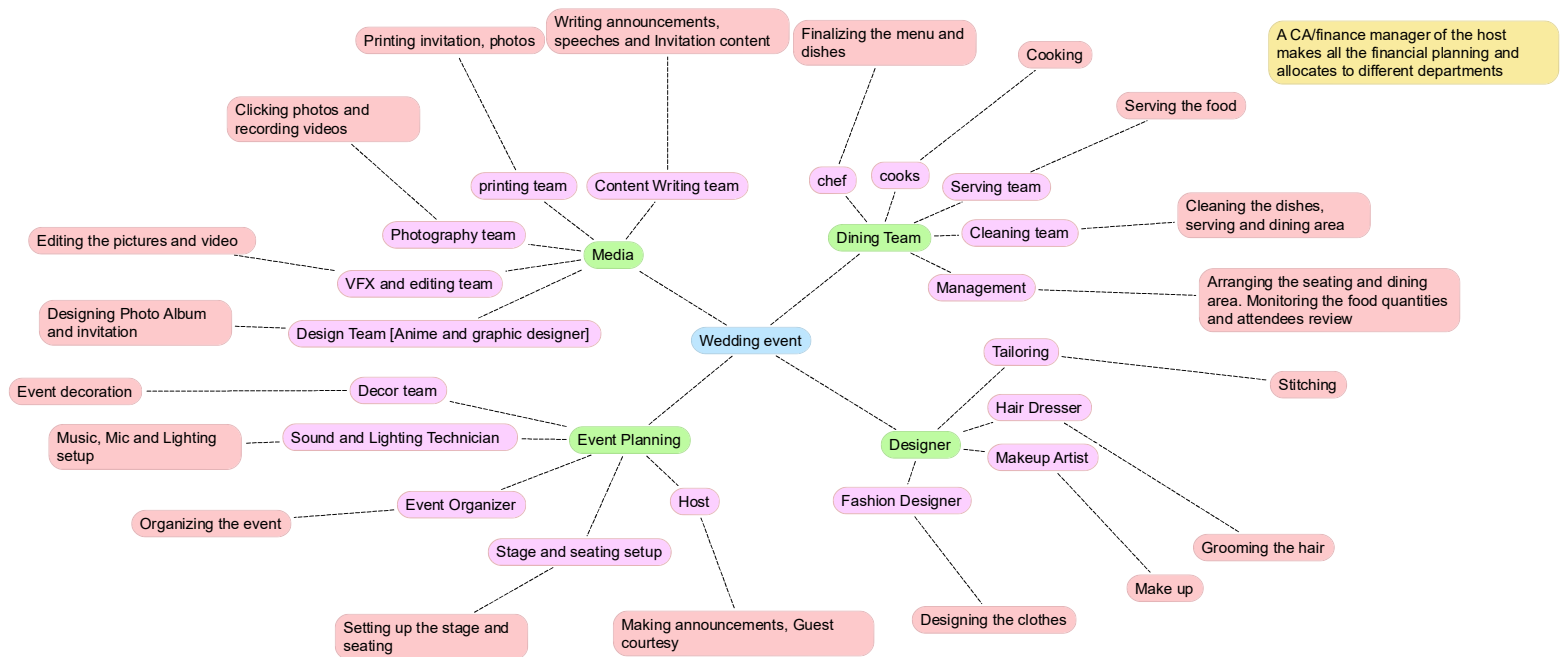 Writing announcements,
speeches and Invitation content
Printing invitation, photos
Finalizing the menu and
dishes
A CA/finance manager of the host
makes all the financial planning and
allocates to different departments
Cooking
Clicking photos and
recording videos
Serving the food
chef
cooks
printing team
Content Writing team
Serving team
Cleaning the dishes,
serving and dining area
Photography team
Cleaning team
Dining Team
Editing the pictures and video
Media
VFX and editing team
Management
Arranging the seating and dining
area. Monitoring the food quantities
and attendees review
Designing Photo Album
and invitation
Design Team [Anime and graphic designer]
Wedding event
Tailoring
Stitching
Event decoration
Decor team
Hair Dresser
Music, Mic and Lighting
setup
Sound and Lighting Technician
Event Planning
Designer
Makeup Artist
Event Organizer
Host
Fashion Designer
Organizing the event
Stage and seating setup
Grooming the hair
Make up
Setting up the stage and
seating
Making announcements, Guest
courtesy
Designing the clothes